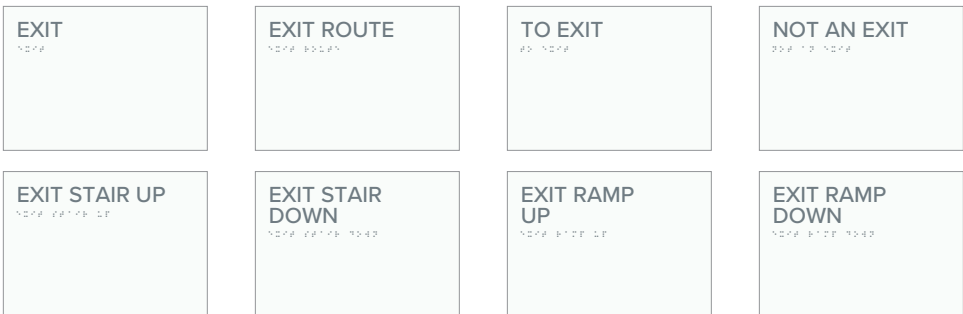 EXIT
EXIT ROUTE
TO EXIT
NOT AN EXIT
EXIT STAIR UP
EXIT STAIR
DOWN
EXIT RAMP
UP
EXIT RAMP
DOWN